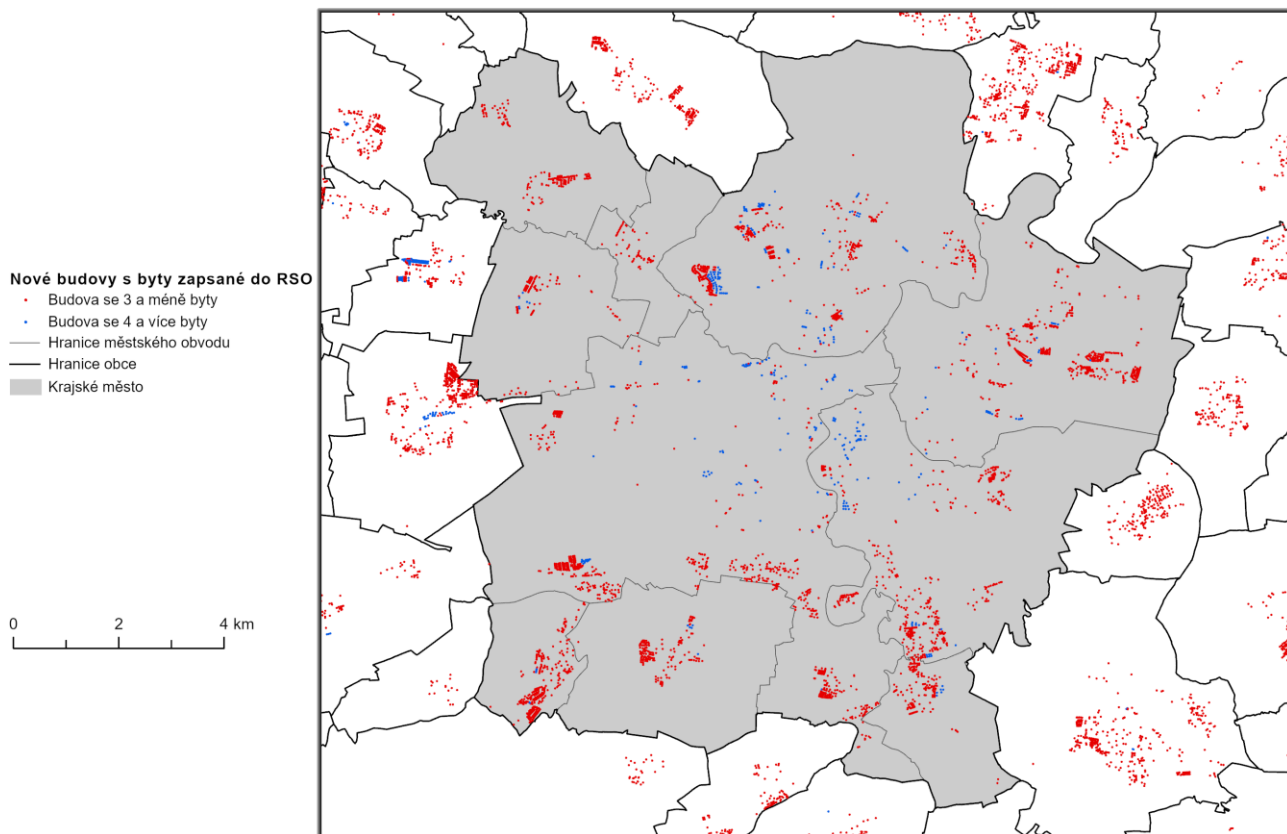 Nové budovy s byty zapsané do RSO
Budova se 3 a méně byty
Budova se 4 a více byty
Hranice městského obvodu
Hranice obce
Krajské město
0 2 4 km